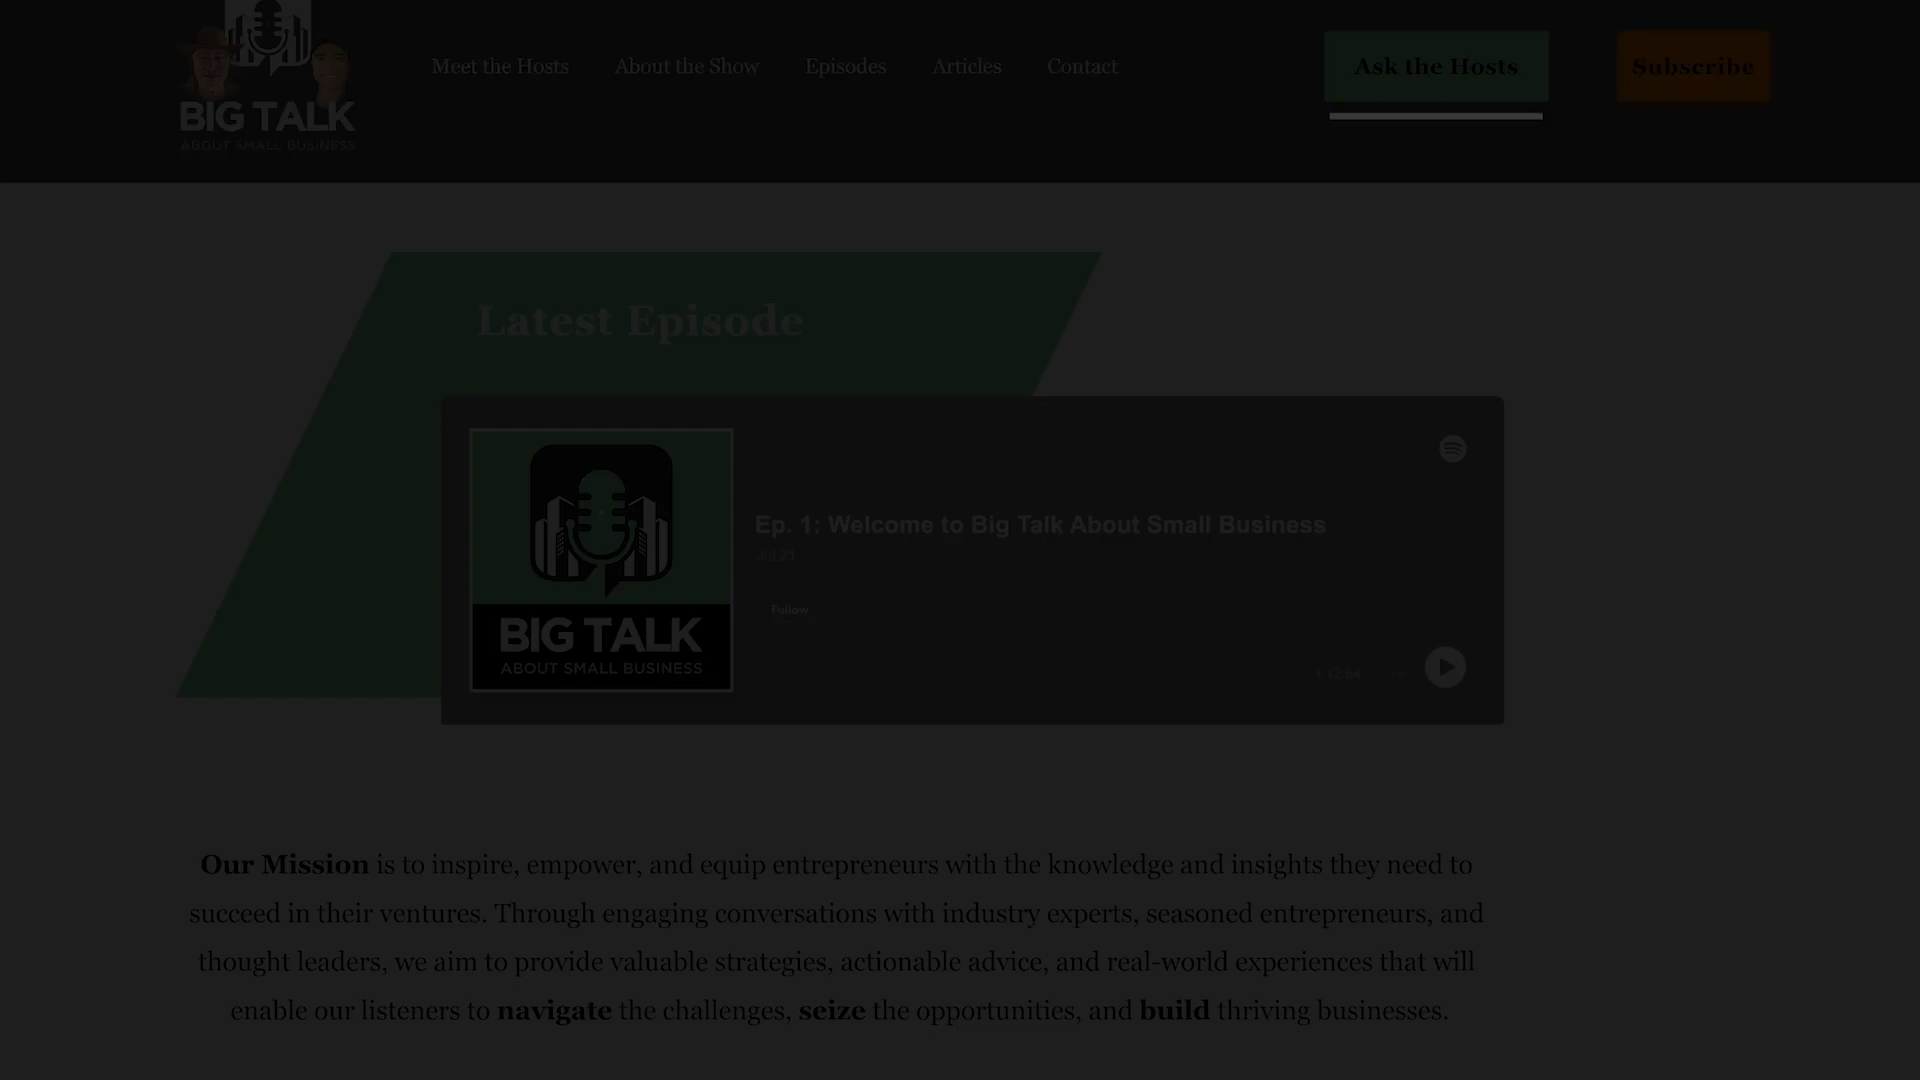 BIG TALK
ABOUT SMALL BUSINESS
Meet the Hosts
About the Show
Episodes
Articles
Contact
Ask the Hosts
Subscribe
Latest Episode
Ep. 1: Welcome to Big Talk About Small Business
Jul 21
Follow
BIG TALK
ABOUT SMALL BUSINESS
1:12:04
Our Mission is to inspire, empower, and equip entrepreneurs with the knowledge and insights they need to
succeed in their ventures. Through engaging conversations with industry experts, seasoned entrepreneurs, and
thought leaders, we aim to provide valuable strategies, actionable advice, and real-world experiences that will
enable our listeners to navigate the challenges, seize the opportunities, and build thriving businesses.